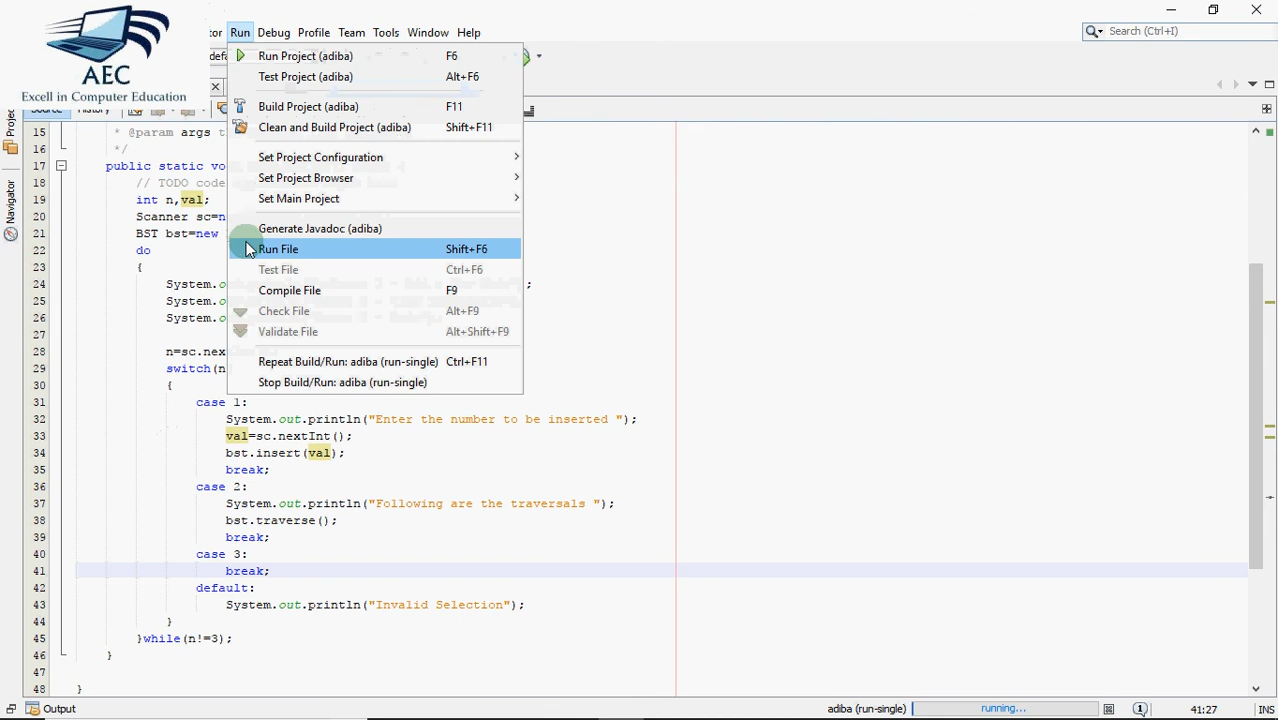 AEC
Excell in Computer Education
tor Run Debug Profile Team Tools Window Help
Search (Ctrl+I)
Run Project (adiba) F6
Test Project (adiba) Alt+F6
Build Project (adiba) F11
Clean and Build Project (adiba) Shift+F11
Set Project Configuration
Set Project Browser
Set Main Project
Generate Javadoc (adiba)
Run File Shift+F6
Test File Ctrl+F6
Compile File F9
Check File Alt+F9
Validate File Alt+Shift+F9
Repeat Build/Run: adiba (run-single) Ctrl+F11
Stop Build/Run: adiba (run-single)
Navigator
15 * @param args t
16 */
17 public static vo
18 // TODO code
19 int n,val;
20 Scanner sc=n
21 BST bst=new
22 do
23 {
24 System.o ;
25 System.o
26 System.o
27
28 n=sc.nex
29 switch(n
30 {
31 case 1:
32 System.out.println("Enter the number to be inserted ");
33 val=sc.nextInt();
34 bst.insert(val);
35 break;
36 case 2:
37 System.out.println("Following are the traversals ");
38 bst.traverse();
39 break;
40 case 3:
41 break;
42 default:
43 System.out.println("Invalid Selection");
44 }
45 }while(n!=3);
46 }
47
48 }
Output adiba (run-single) running... 1 41:27 INS